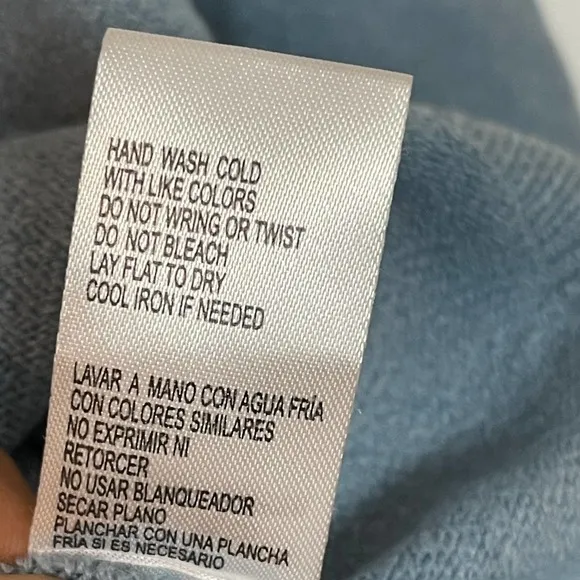 HAND WASH COLD
WITH LIKE COLORS
DO NOT WRING OR TWIST
DO NOT BLEACH
LAY FLAT TO DRY
COOL IRON IF NEEDED
LAVAR A MANO CON AGUA FRÍA
CON COLORES SIMILARES
NO EXPRIMIR NI
RETORCER
NO USAR BLANQUEADOR
SECAR PLANO
PLANCHAR CON UNA PLANCHA
FRÍA SI ES NECESARIO